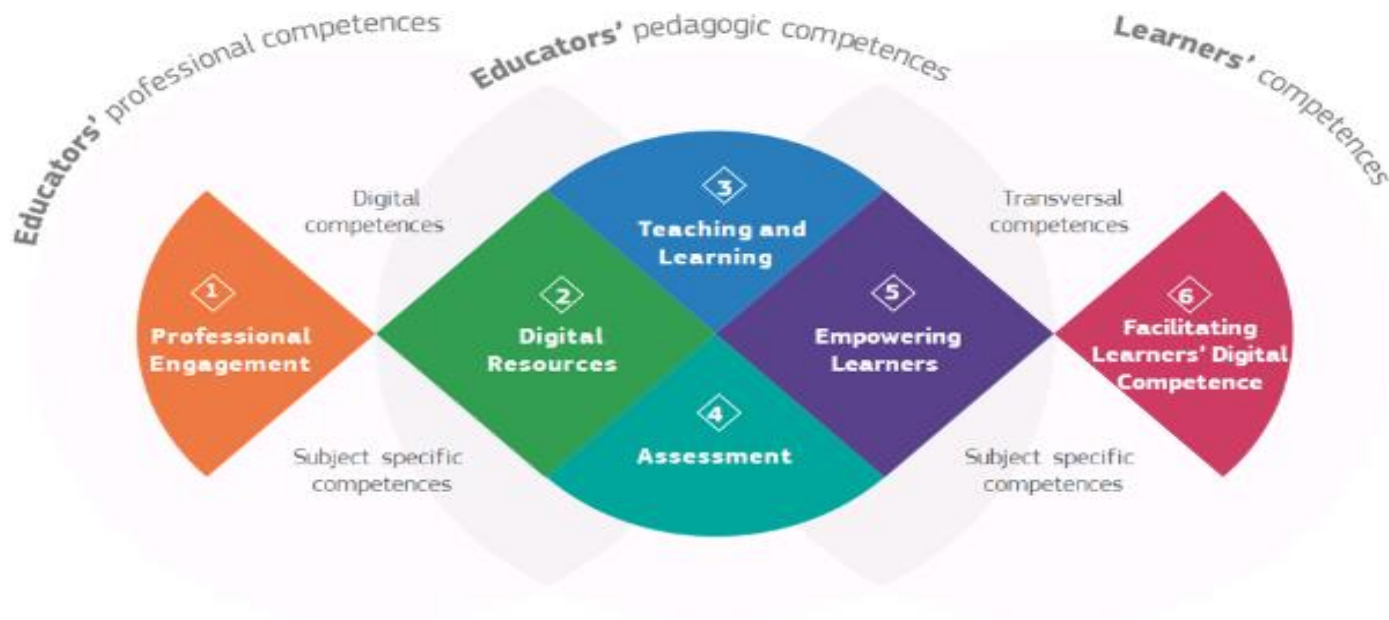 Educators' professional competences
Educators' pedagogic competences
Learners' competences
Digital
competences
Transversal
competences
1
Professional
Engagement
2
Digital
Resources
3
Teaching and
Learning
4
Assessment
5
Empowering
Learners
6
Facilitating
Learners' Digital
Competence
Subject specific
competences
Subject specific
competences